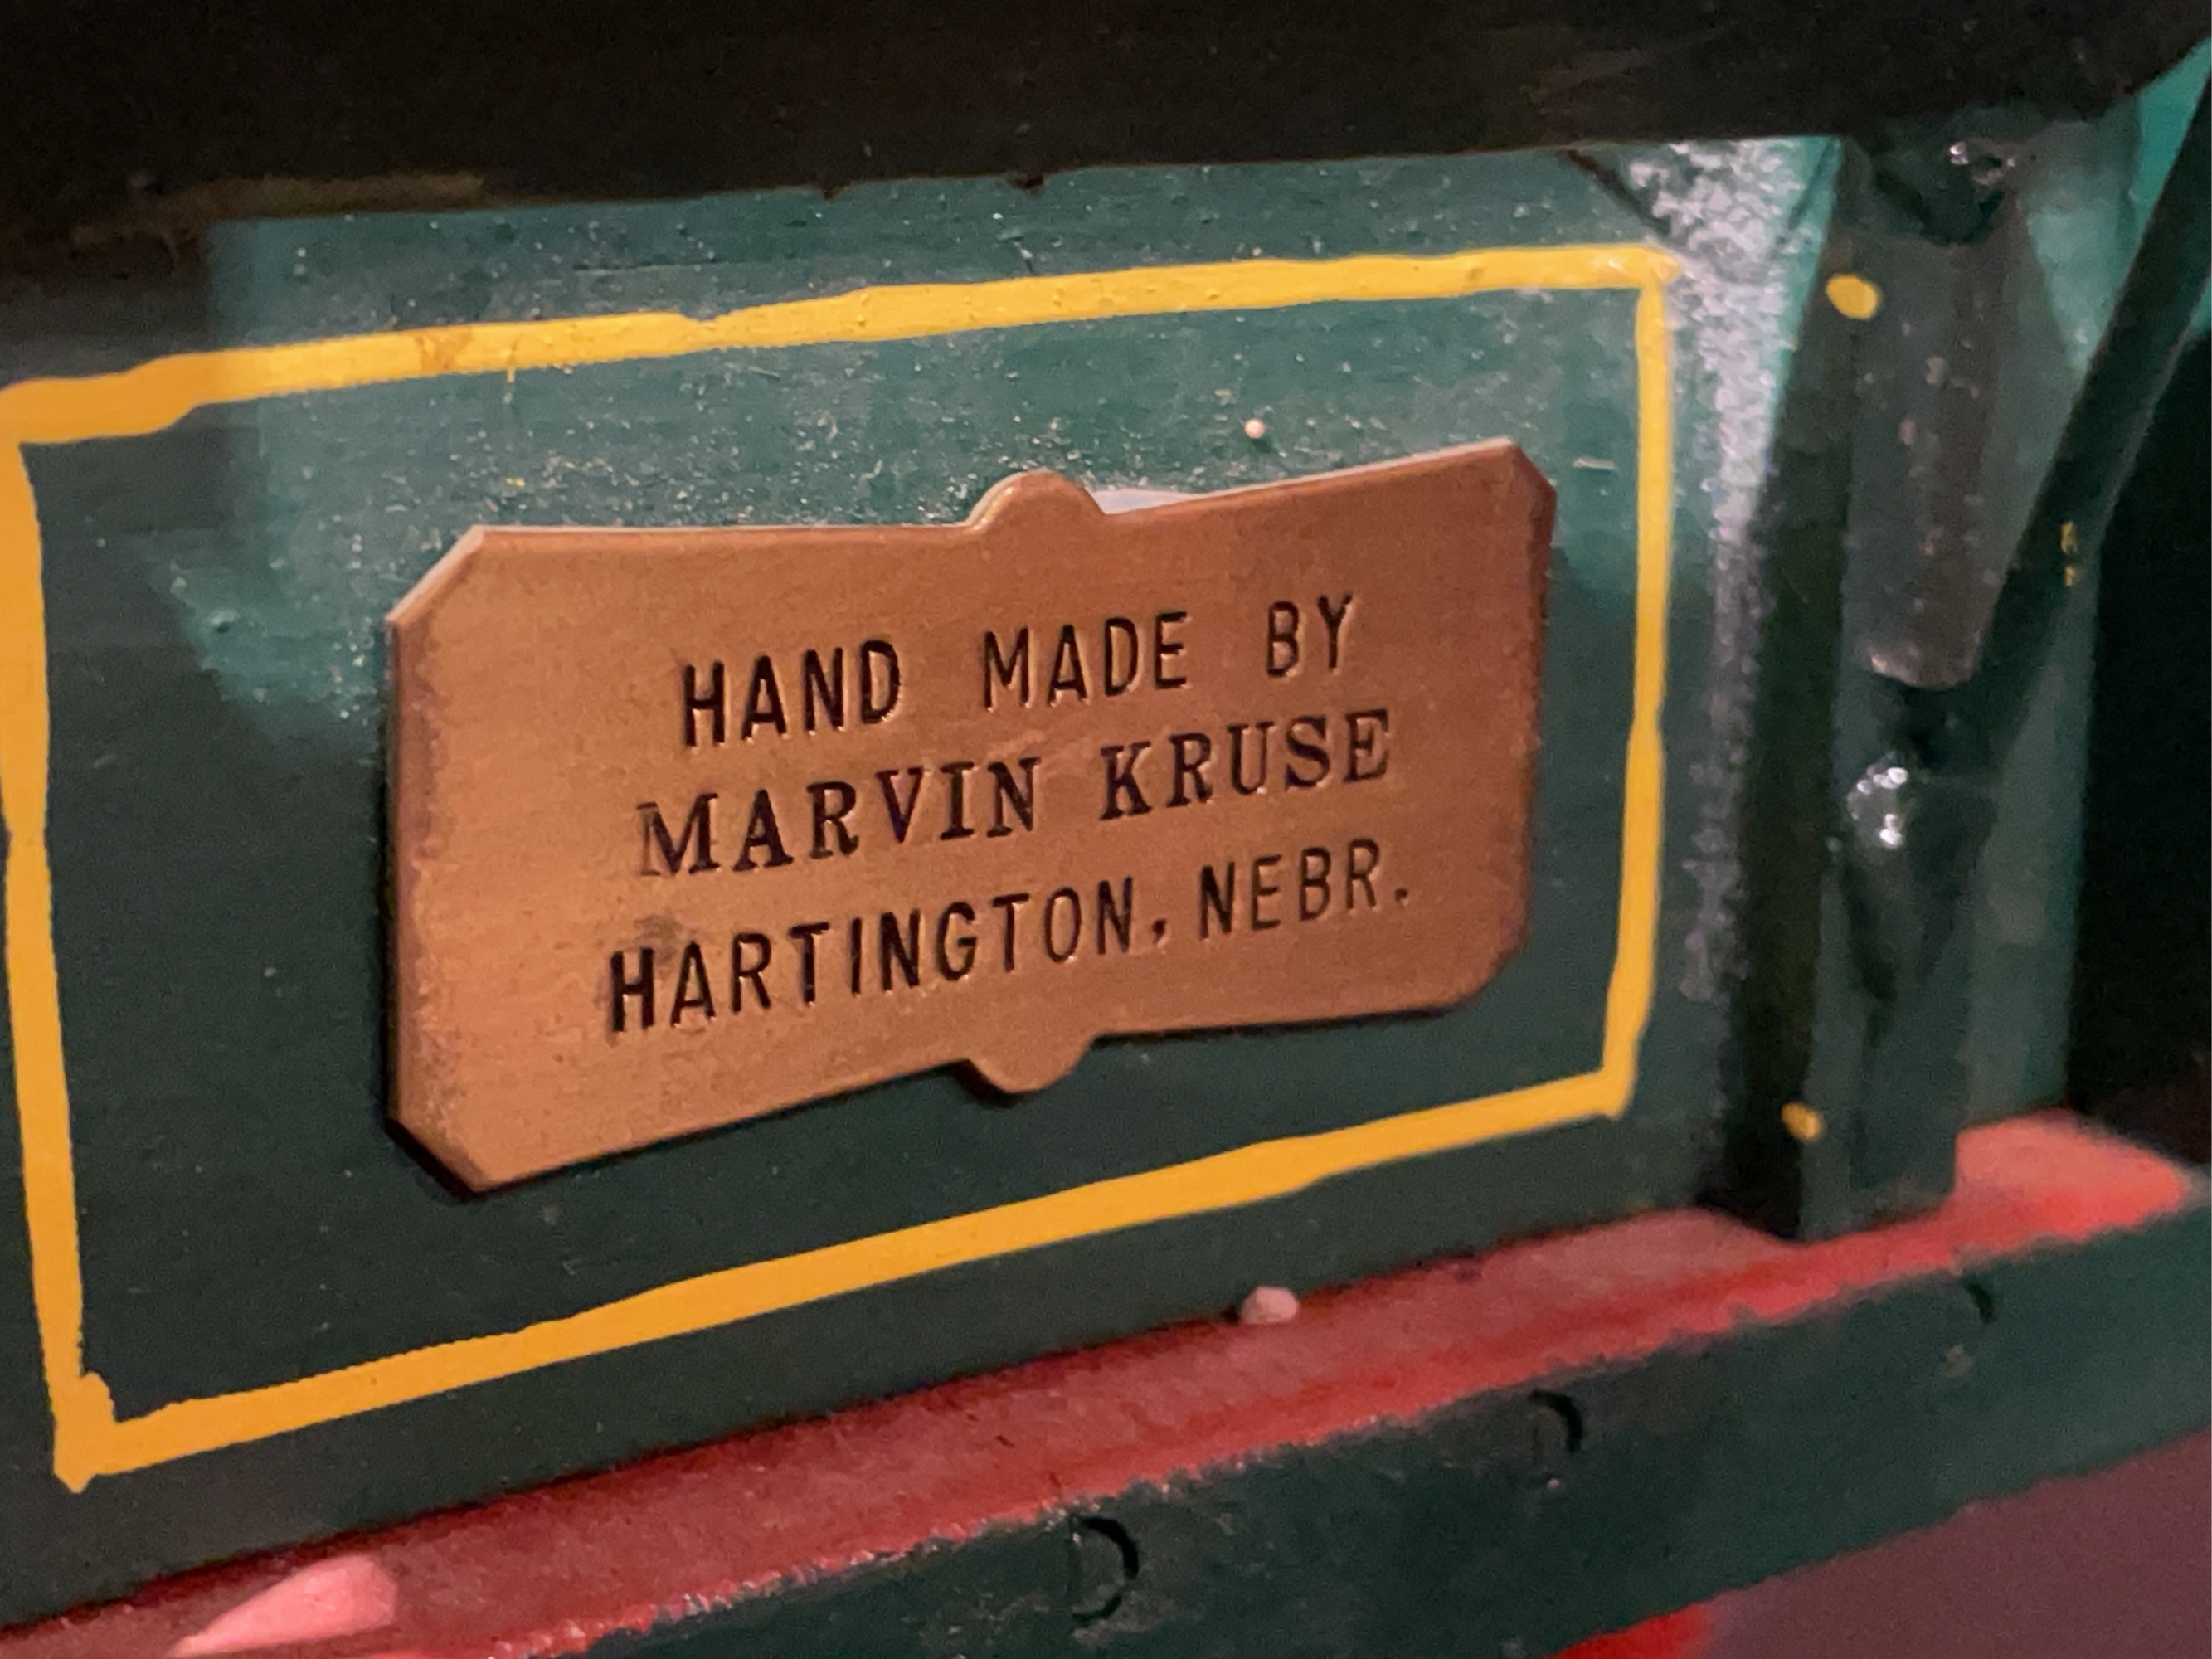 HAND MADE BY
MARVIN KRUSE
HARTINGTON, NEBR.